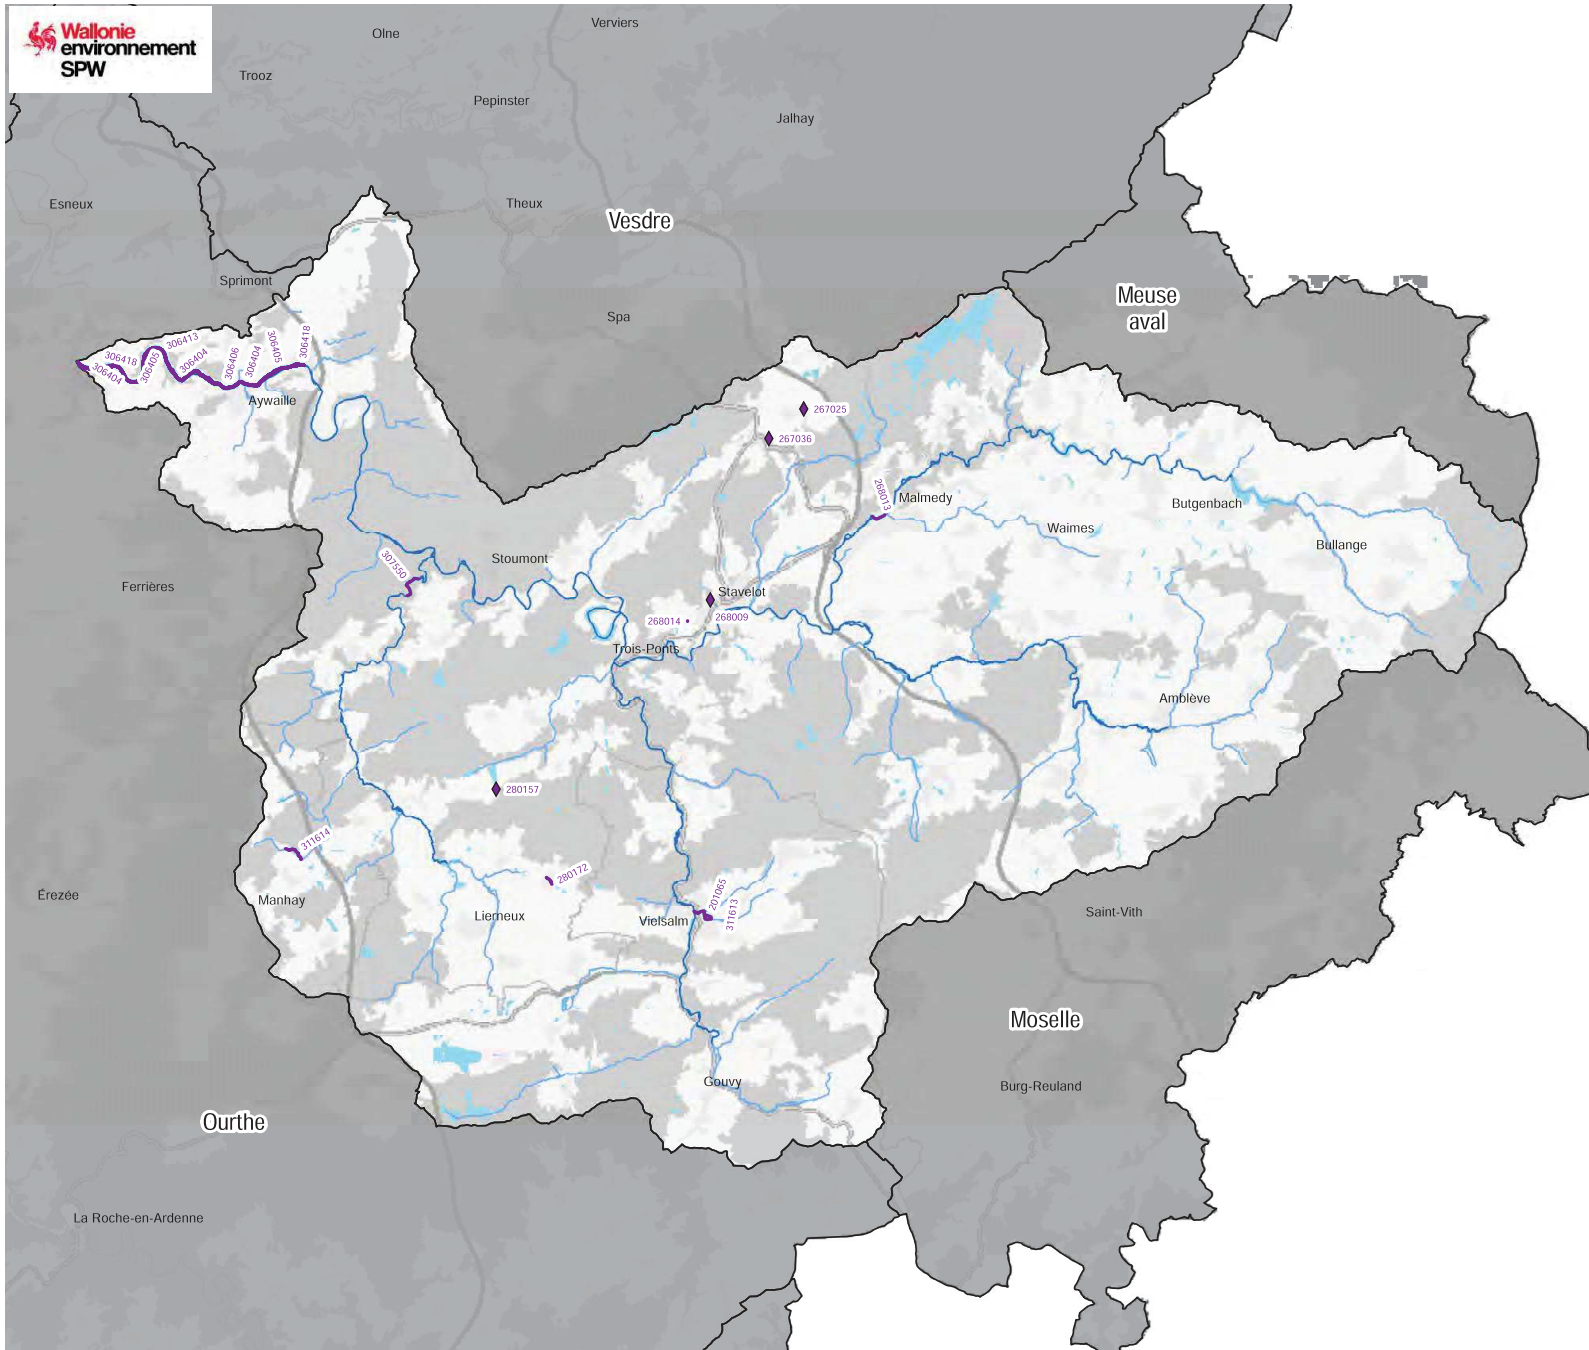 Wallonie
environnement
SPW
Verviers
Olne
Trooz
Pepinster
Jalhay
Esneux
Theux
Vesdre
Sprimont
Spa
Meuse
aval
306418
306404
306405
306413
306404
306406
306404
306405
306418
Aywaille
267025
267036
268013
Malmedy
Butgenbach
Waimes
Bullange
307550
Stoumont
Ferrières
Stavelot
268014
268009
Trois-Ponts
Amblève
280157
311614
280172
201065
311613
Érezée
Manhay
Lierneux
Vielsalm
Saint-Vith
Moselle
Gouvy
Burg-Reuland
Ourthe
La Roche-en-Ardenne